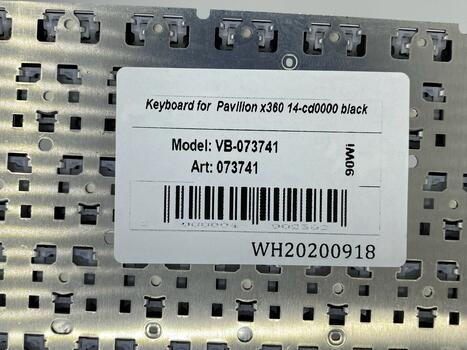 Keyboard for Pavilion x360 14-cd0000 black
Model: VB-073741
Art: 073741
90Wi
WH20200918